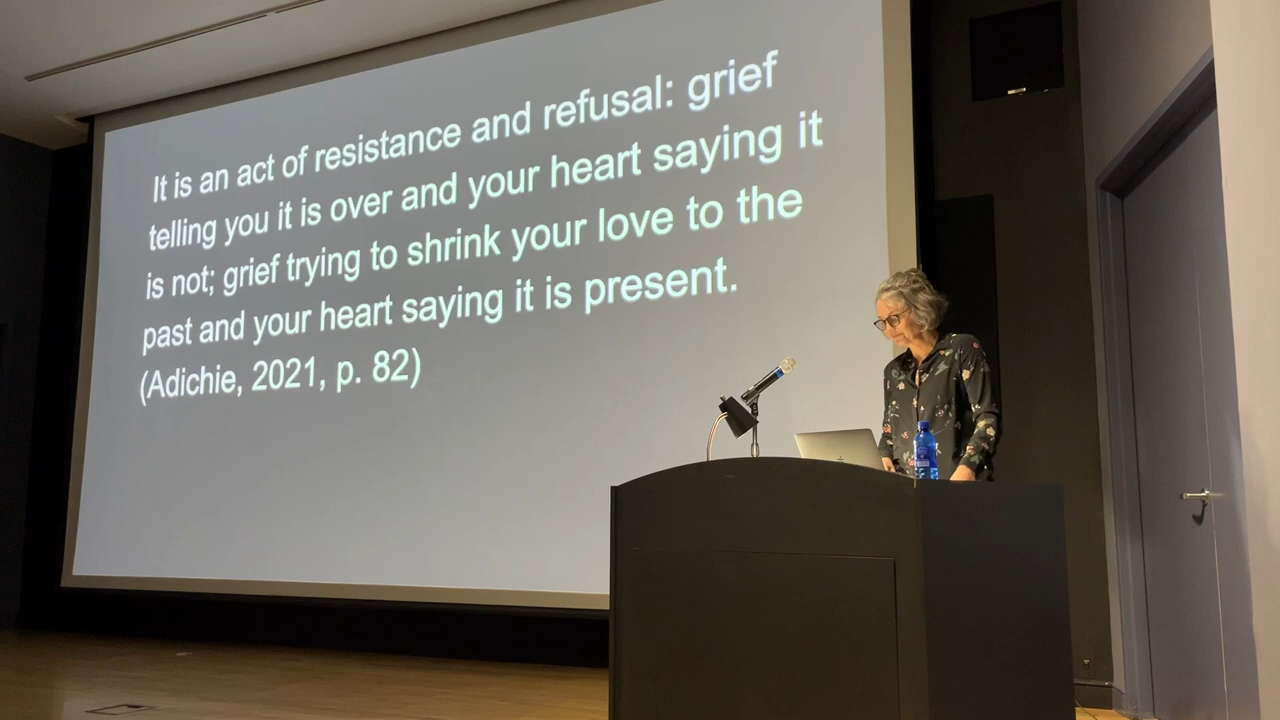 It is an act of resistance and refusal: grief
telling you it is over and your heart saying it
is not; grief trying to shrink your love to the
past and your heart saying it is present.
(Adichie, 2021, p. 82)